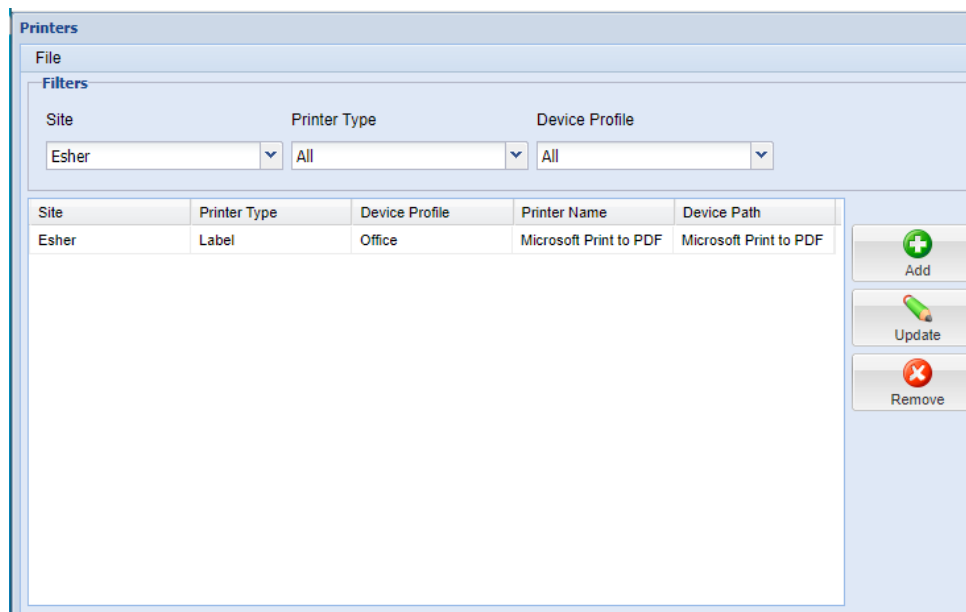 Printers
File
Filters
Site Printer Type Device Profile
Esher All All
Site Printer Type Device Profile Printer Name Device Path
Esher Label Office Microsoft Print to PDF Microsoft Print to PDF
Add
Update
Remove